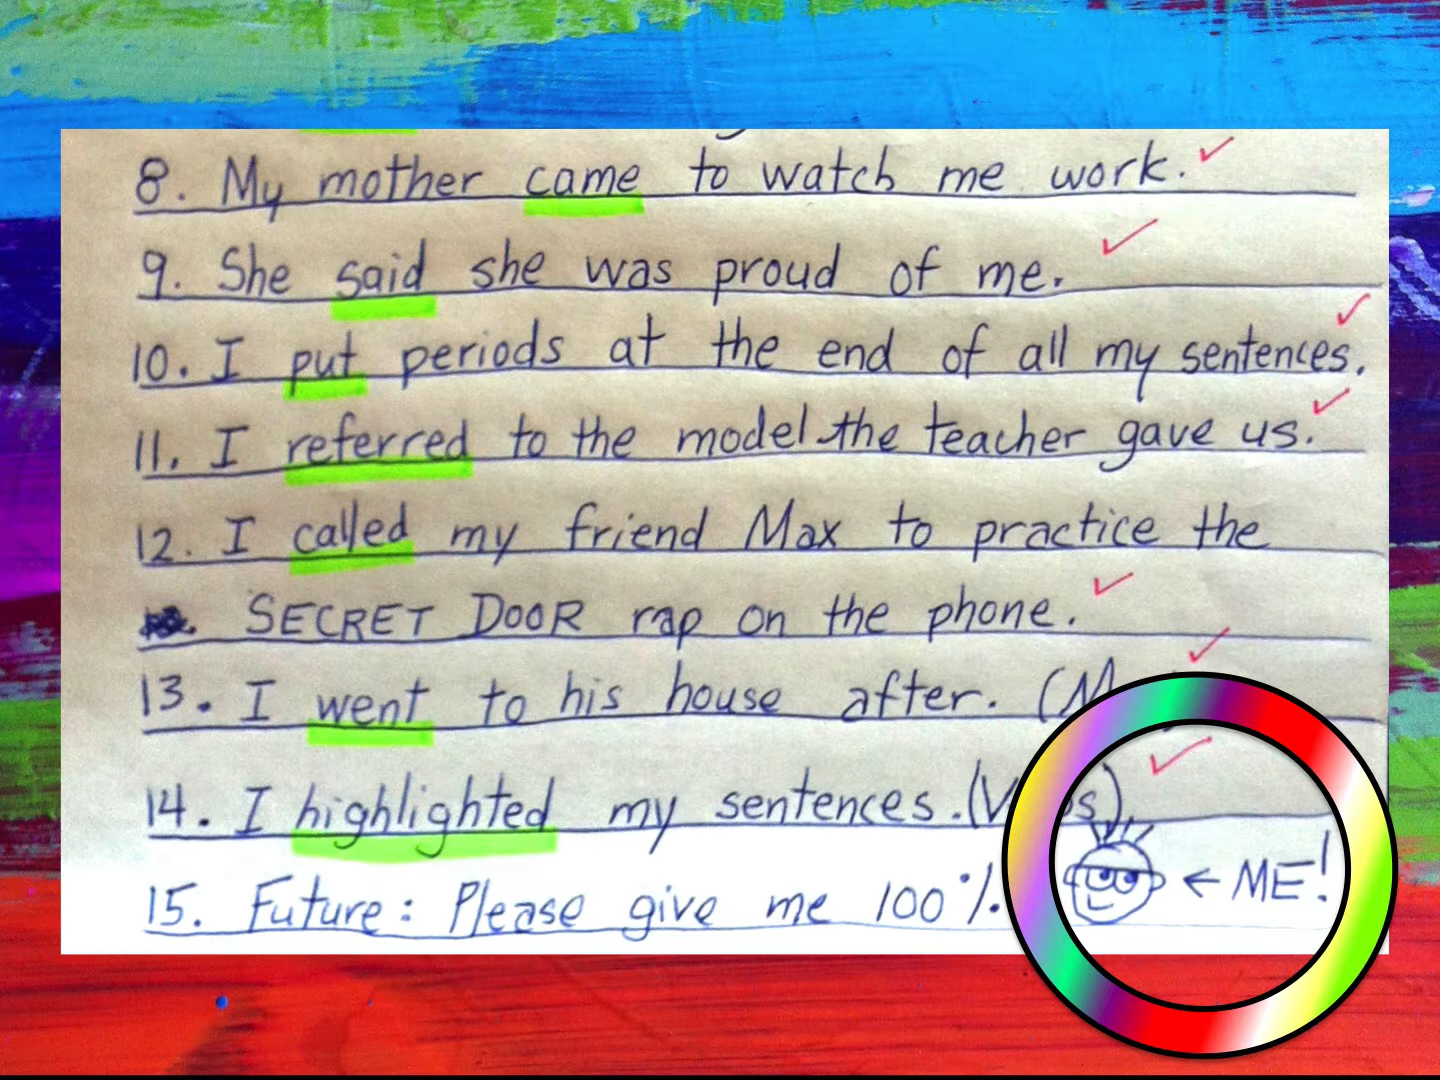 8. My mother came to watch me work.
9. She said she was proud of me.
10. I put periods at the end of all my sentences.
11. I referred to the model the teacher gave us.
12. I called my friend Max to practice the
SECRET DOOR rap on the phone.
13. I went to his house after.
14. I highlighted my sentences.
15. Future: Please give me 100% ← ME!